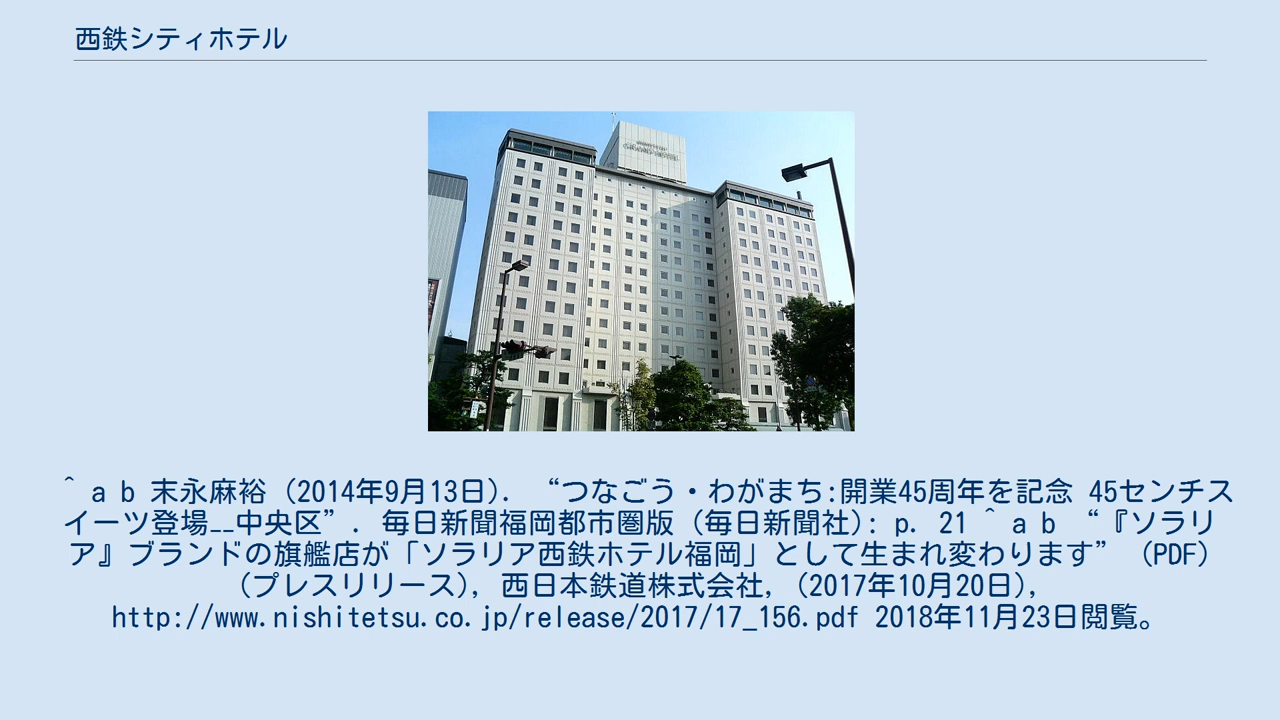 西鉄シティホテル
^ a b 末永麻裕 (2014年9月13日). “つなごう・わがまち:開業45周年を記念 45センチス
イーツ登場__中央区”. 毎日新聞福岡都市圏版 (毎日新聞社): p. 21 ^ a b “『ソラリ
ア』ブランドの旗艦店が「ソラリア西鉄ホテル福岡」として生まれ変わります” (PDF)
(プレスリリース), 西日本鉄道株式会社, (2017年10月20日),
http://www.nishitetsu.co.jp/release/2017/17_156.pdf 2018年11月23日閲覧。